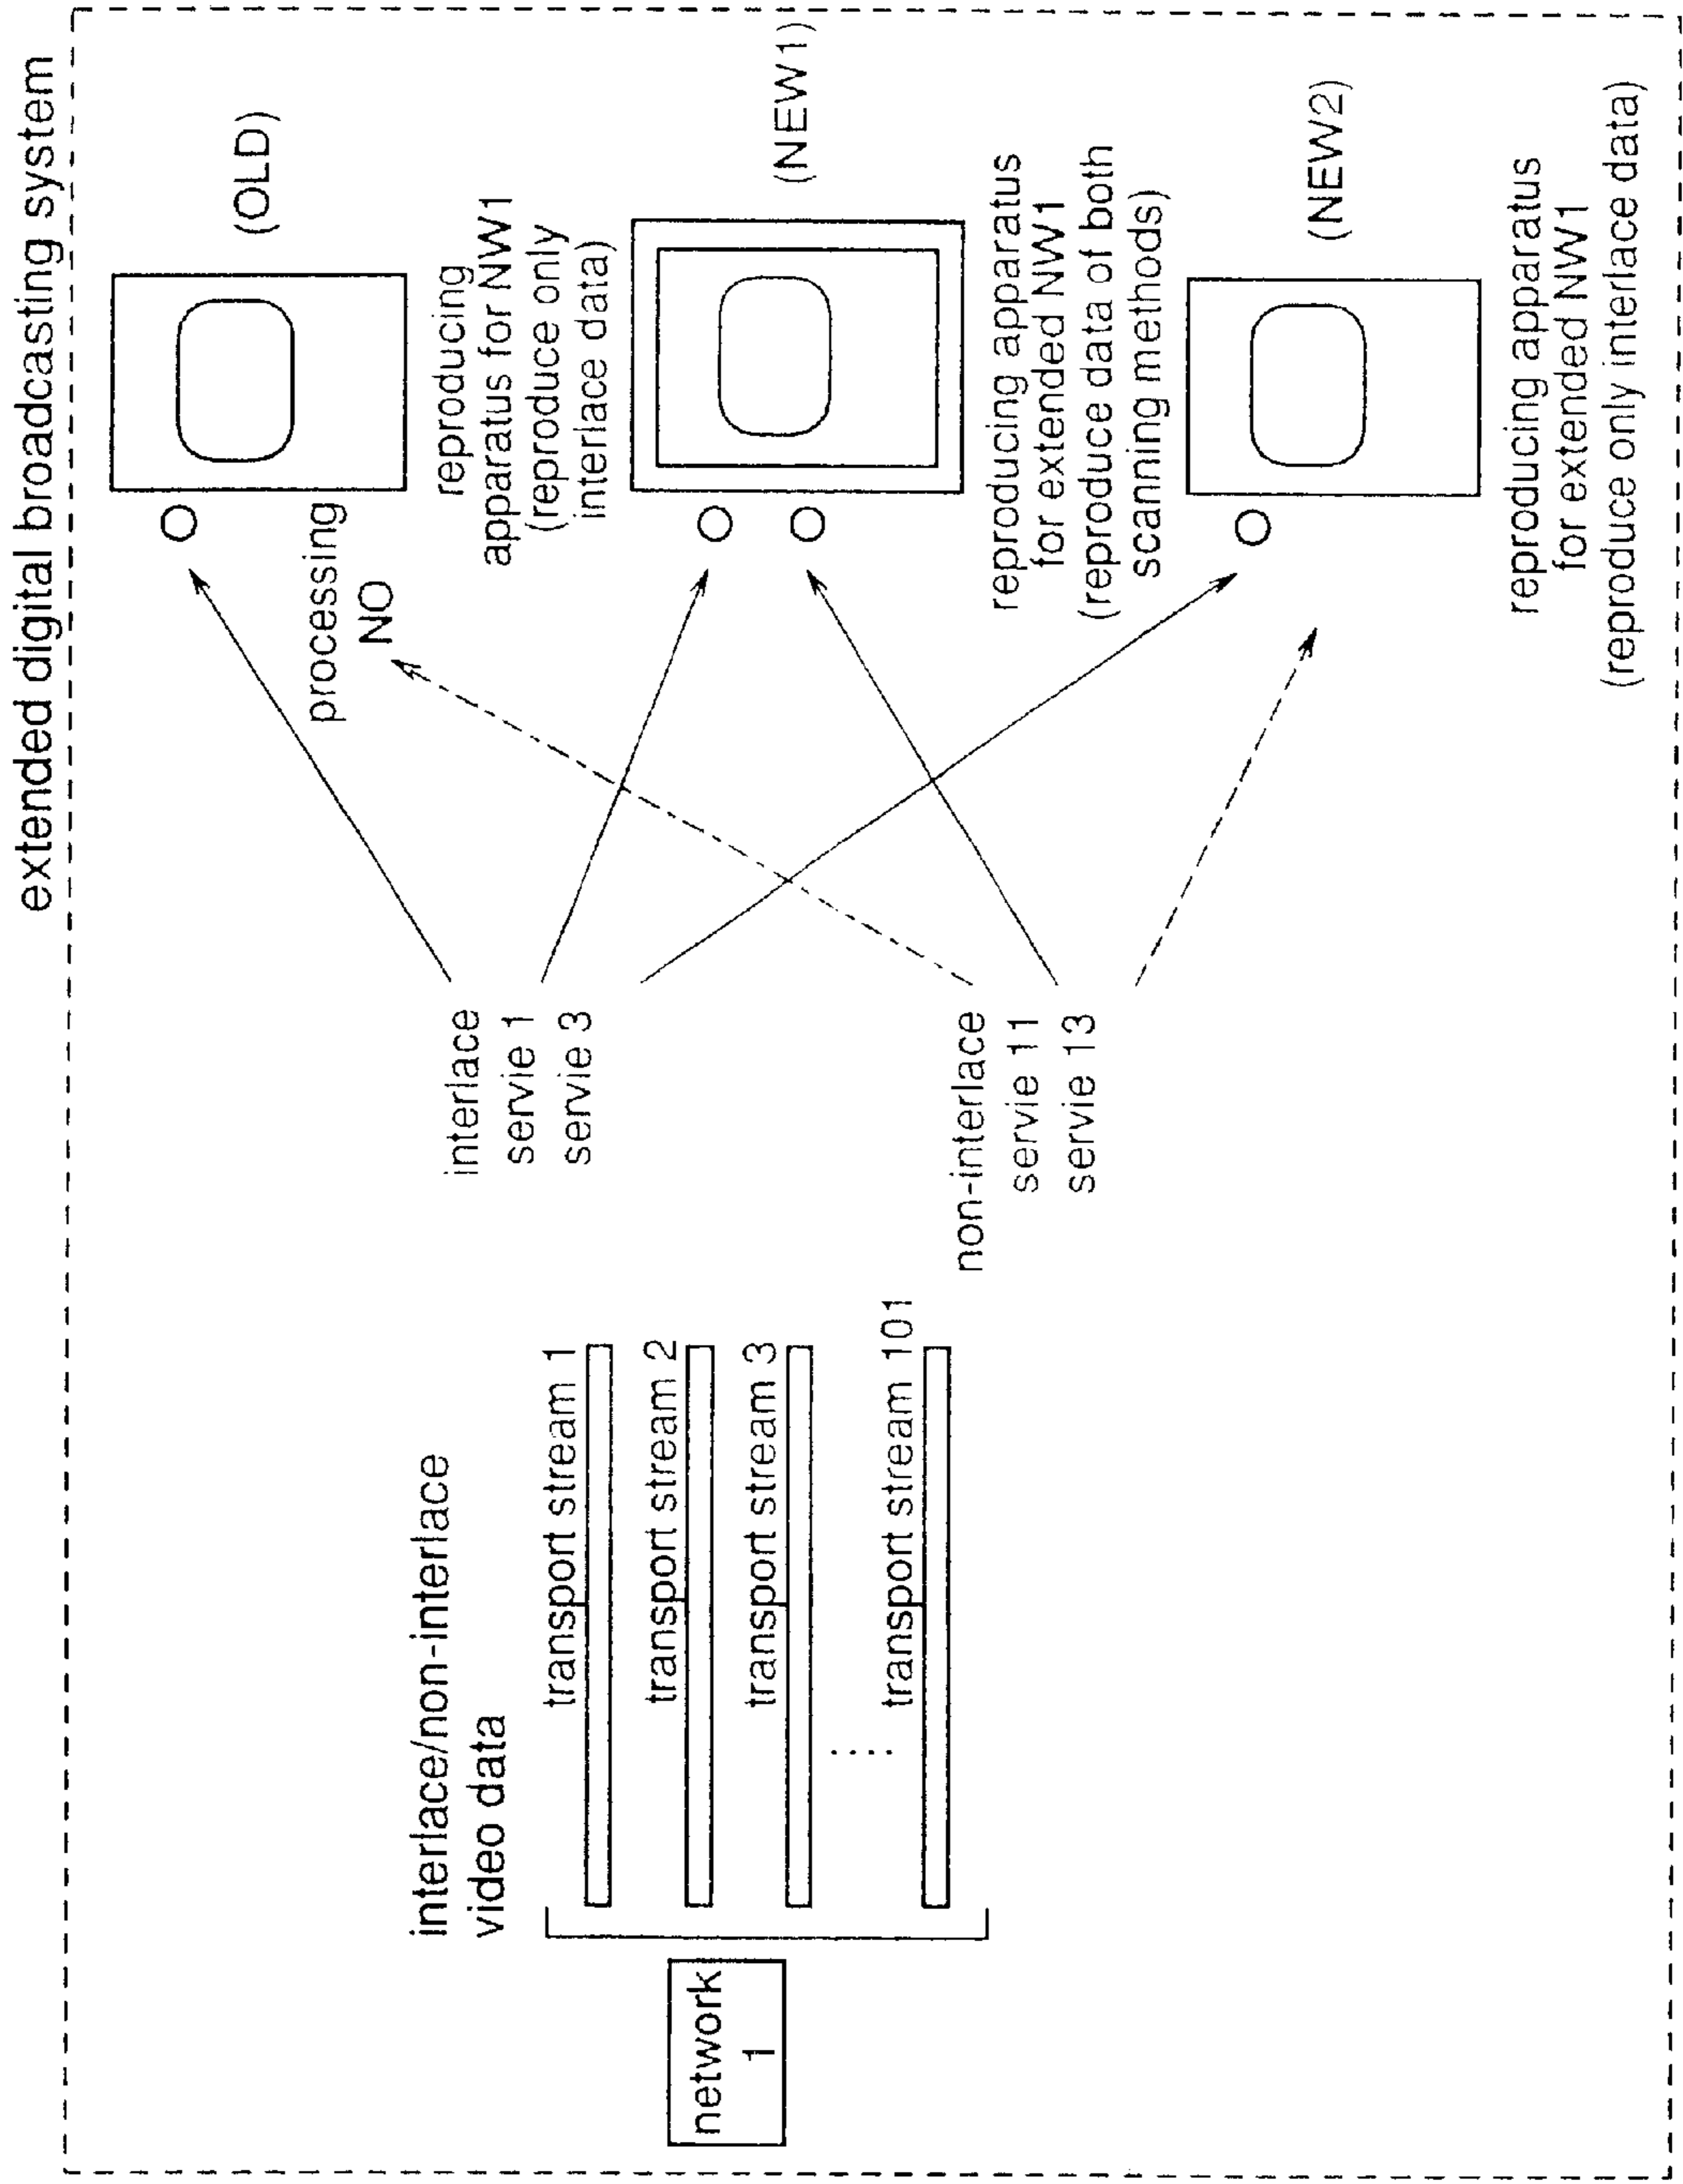 extended digital broadcasting system
interlace/non-interlace
video data
network
1
transport stream 1
transport stream 2
transport stream 3
....
transport stream 101
interlace
servie 1
servie 3
non-interlace
servie 11
servie 13
processing
NO
(OLD)
reproducing
apparatus for NW1
(reproduce only
interlace data)
(NEW1)
reproducing apparatus
for extended NW1
(reproduce data of both
scanning methods)
(NEW2)
reproducing apparatus
for extended NW1
(reproduce only interlace data)